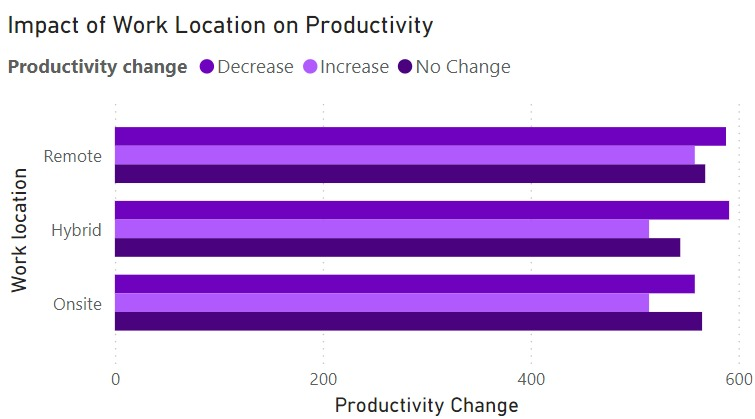 Impact of Work Location on Productivity
Productivity change Decrease Increase No Change
Work location
Remote
Hybrid
Onsite
0 200 400 600
Productivity Change